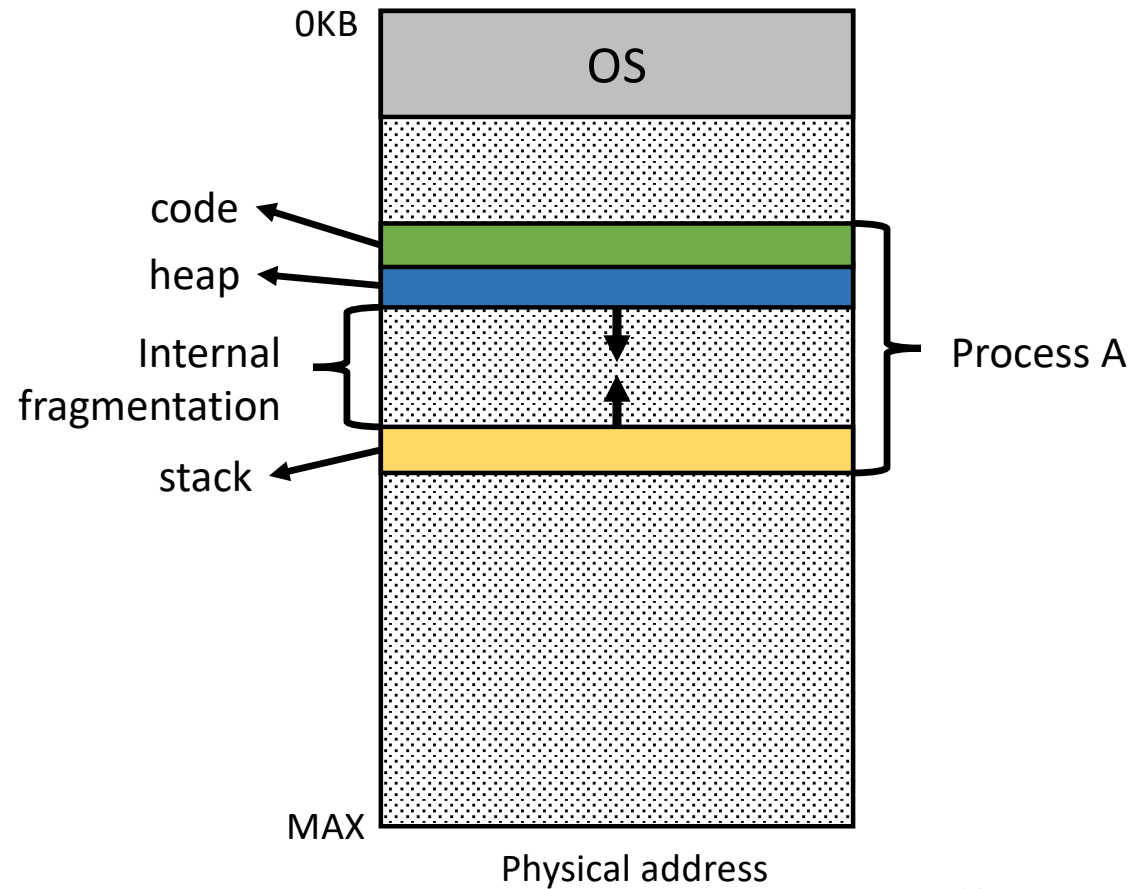 0KB
OS
code
heap
Internal
fragmentation
Process A
stack
MAX
Physical address